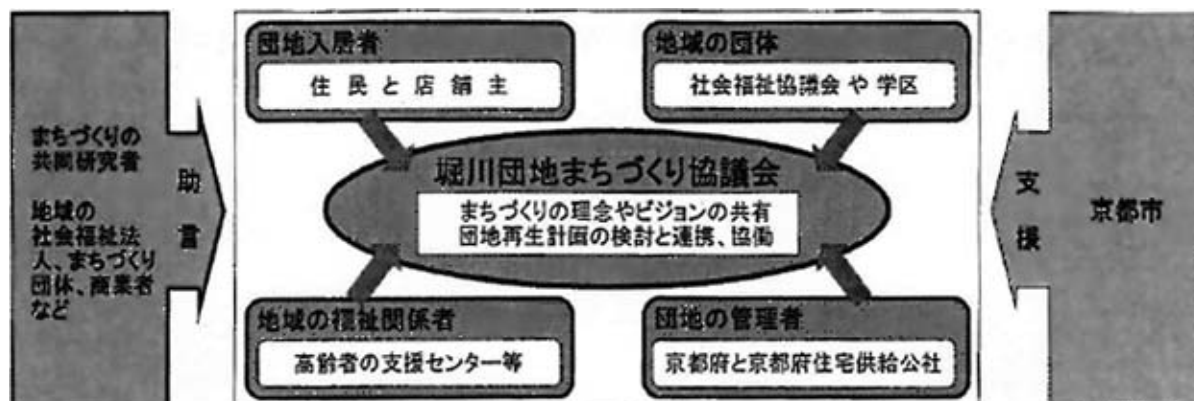 まちづくりの
共同研究者
地域の
社会福祉法
人、まちづくり
団体、商業者
など
助言
団地入居者
住民と店舗主
地域の団体
社会福祉協議会や学区
堀川団地まちづくり協議会
まちづくりの理念やビジョンの共有
団地再生計画の検討と連携、協働
地域の福祉関係者
高齢者の支援センター等
団地の管理者
京都府と京都府住宅供給公社
支援
京都市